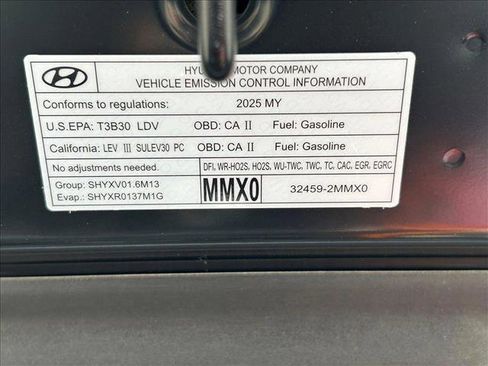 HYU MOTOR COMPANY
VEHICLE EMISSION CONTROL INFORMATION
Conforms to regulations: 2025 MY
U.S.EPA: T3B30 LDV OBD: CA II Fuel: Gasoline
California: LEV III SULEV30 PC OBD: CA II Fuel: Gasoline
No adjustments needed. DFI, WR-HO2S, HO2S, WU-TWC, TWC, TC, CAC, EGR, EGRC
Group: SHYXV01.6M13 MMX0 32459-2MMX0
Evap.: SHYXR0137M1G